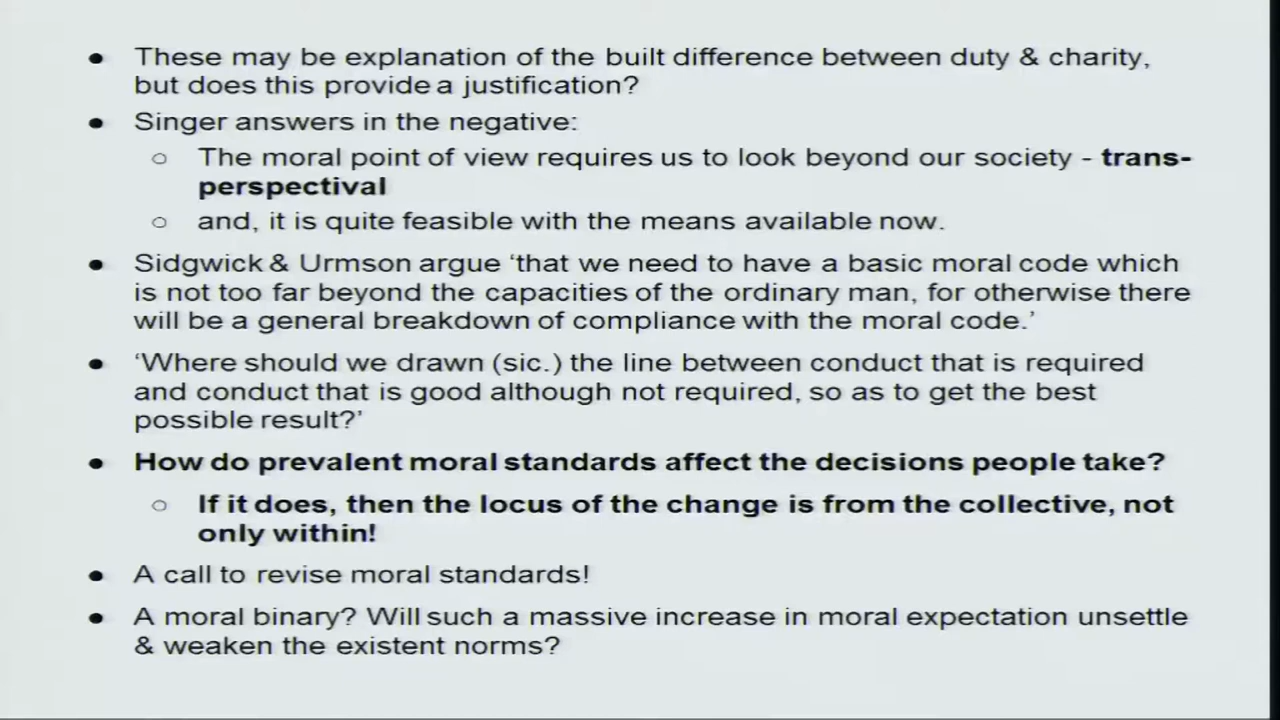 ● These may be explanation of the built difference between duty & charity,
but does this provide a justification?
● Singer answers in the negative:
○ The moral point of view requires us to look beyond our society - trans-
perspectival
○ and, it is quite feasible with the means available now.
● Sidgwick & Urmson argue ‘that we need to have a basic moral code which
is not too far beyond the capacities of the ordinary man, for otherwise there
will be a general breakdown of compliance with the moral code.’
● ‘Where should we drawn (sic.) the line between conduct that is required
and conduct that is good although not required, so as to get the best
possible result?’
● How do prevalent moral standards affect the decisions people take?
○ If it does, then the locus of the change is from the collective, not
only within!
● A call to revise moral standards!
● A moral binary? Will such a massive increase in moral expectation unsettle
& weaken the existent norms?